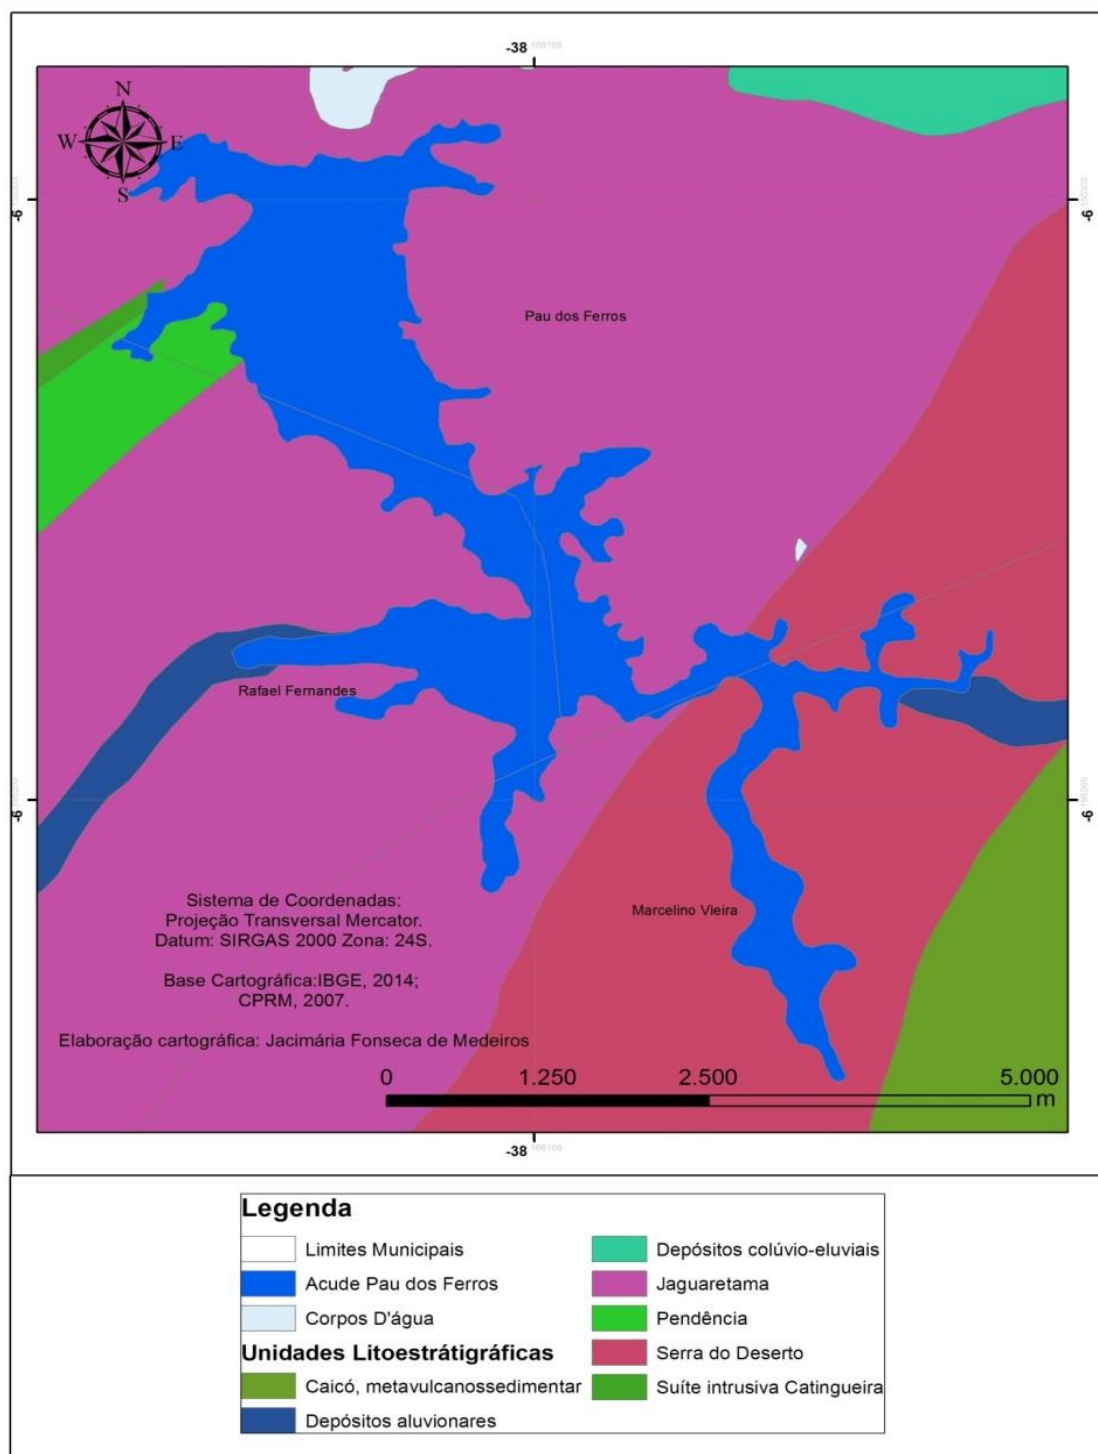 -38
N
W E
S
-6
-6
Pau dos Ferros
Rafael Fernandes
-6
-6
Marcelino Vieira
Sistema de Coordenadas:
Projeção Transversal Mercator.
Datum: SIRGAS 2000 Zona: 24S.
Base Cartográfica:IBGE, 2014;
CPRM, 2007.
Elaboração cartográfica: Jacimária Fonseca de Medeiros
0 1.250 2.500 5.000
m
-38
Legenda
Limites Municipais
Acude Pau dos Ferros
Corpos D'água
Unidades Litoestrátigráficas
Caicó, metavulcanossedimentar
Depósitos aluvionares
Depósitos colúvio-eluviais
Jaguaretama
Pendência
Serra do Deserto
Suíte intrusiva Catingueira